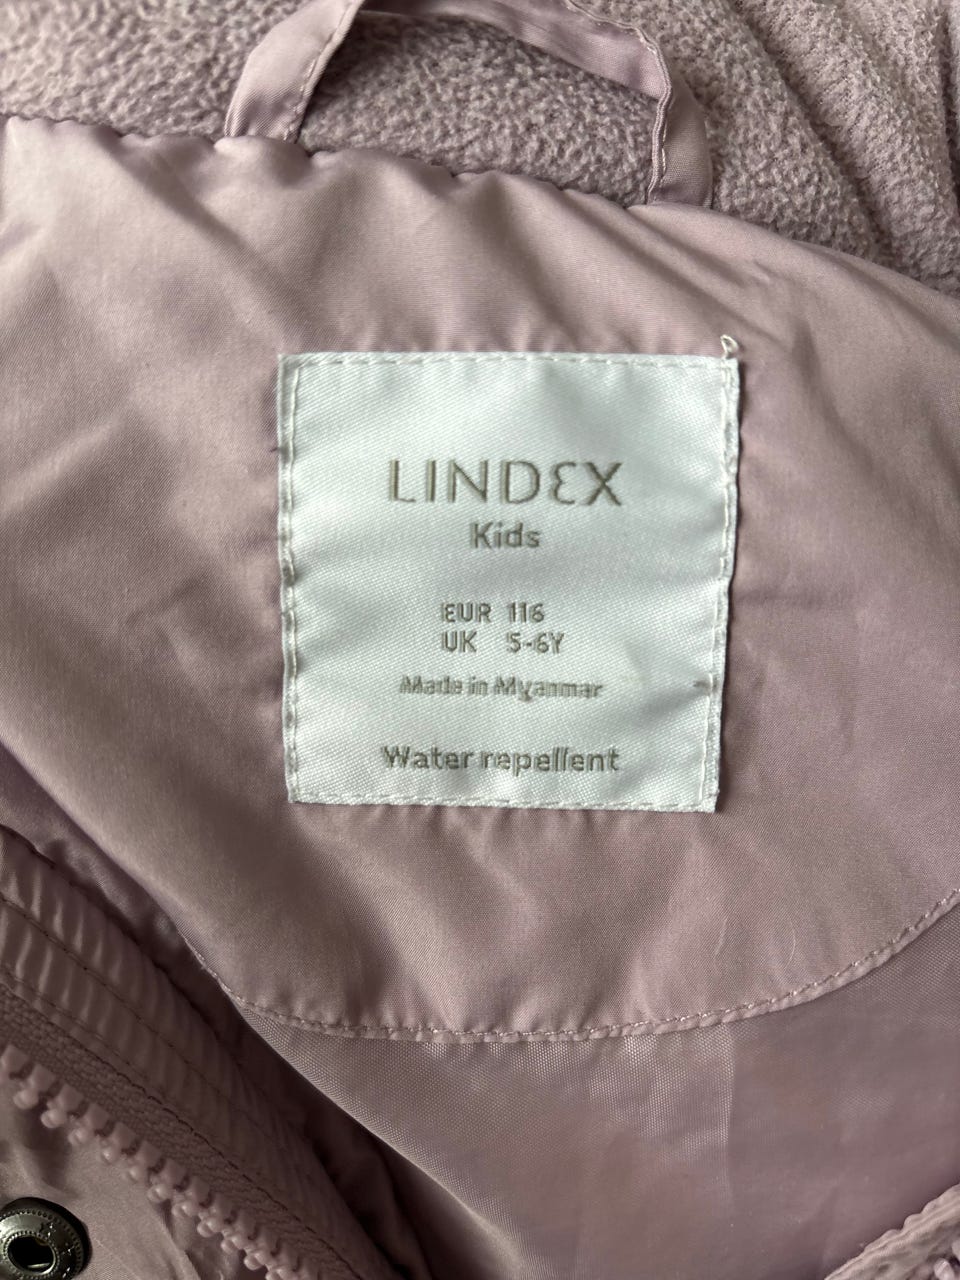 LINDEX
Kids
EUR 116
UK 5-6Y
Made in Myanmar
Water repellent